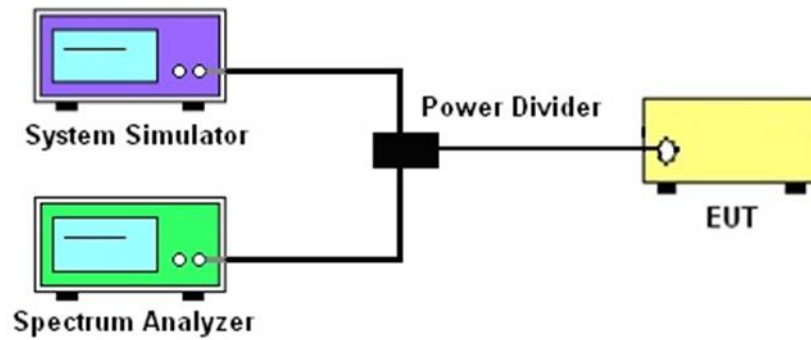 System Simulator
Power Divider
EUT
Spectrum Analyzer